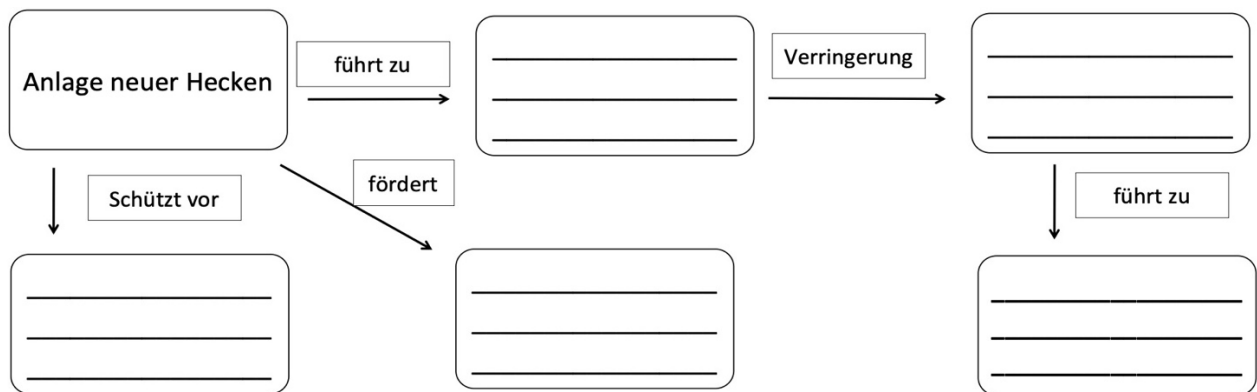 Anlage neuer Hecken
führt zu
Verringerung
Schützt vor
fördert
führt zu